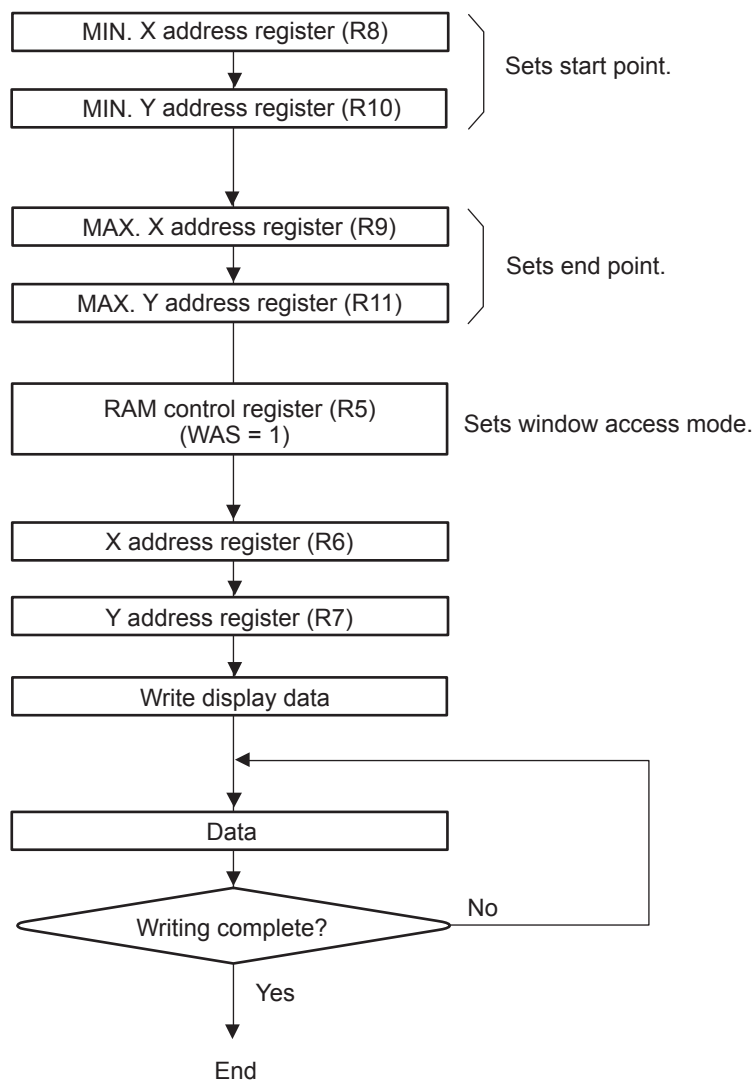 MIN. X address register (R8)
Sets start point.
MIN. Y address register (R10)
MAX. X address register (R9)
Sets end point.
MAX. Y address register (R11)
RAM control register (R5)
(WAS = 1)
Sets window access mode.
X address register (R6)
Y address register (R7)
Write display data
Data
Writing complete?
No
Yes
End